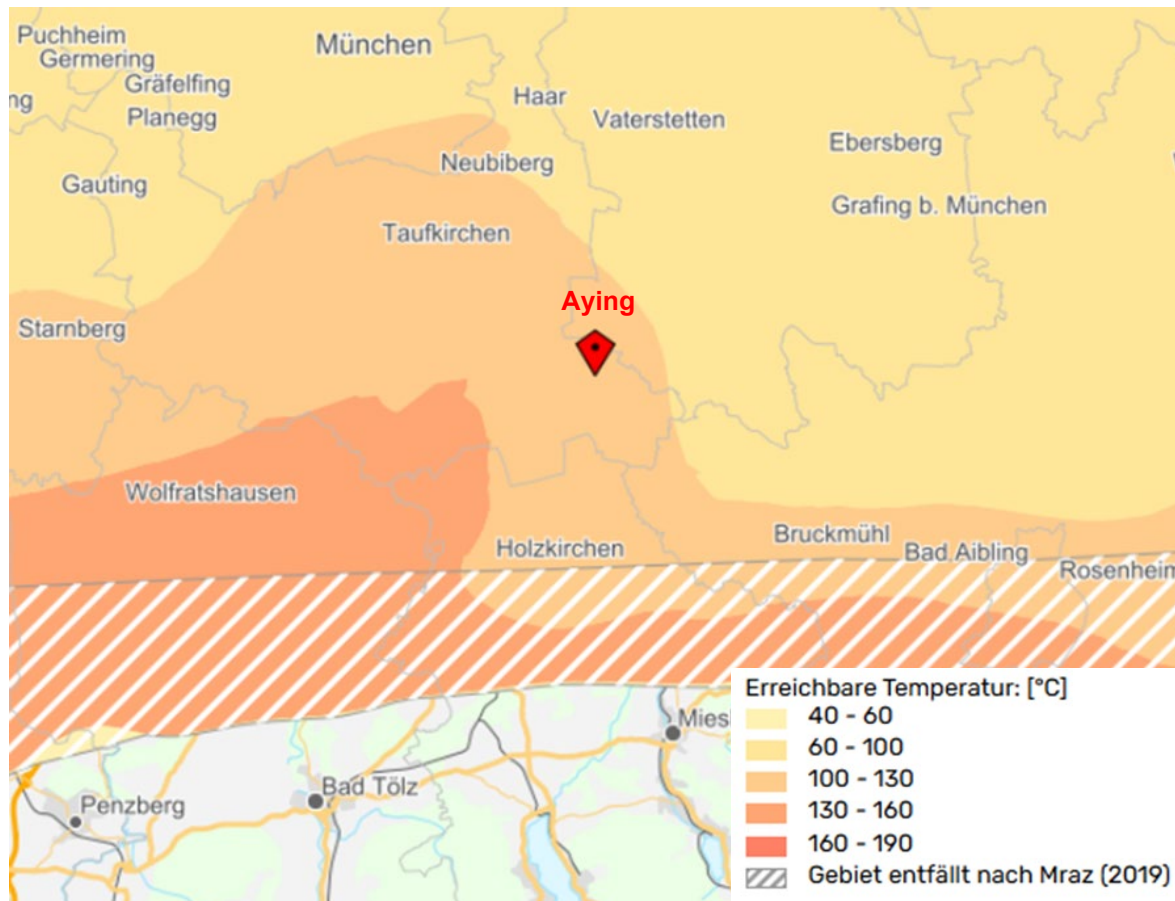 Puchheim
Germering
München
Gräfelfing
Haar
ng
Planegg
Vaterstetten
Ebersberg
Neubiberg
Gauting
Grafing b. München
Taufkirchen
Aying
Starnberg
Wolfratshausen
Holzkirchen
Bruckmühl
Bad Aibling
Rosenheim
Mies
Bad Tölz
Penzberg
Erreichbare Temperatur: [°C]
40 - 60
60 - 100
100 - 130
130 - 160
160 - 190
Gebiet entfällt nach Mraz (2019)